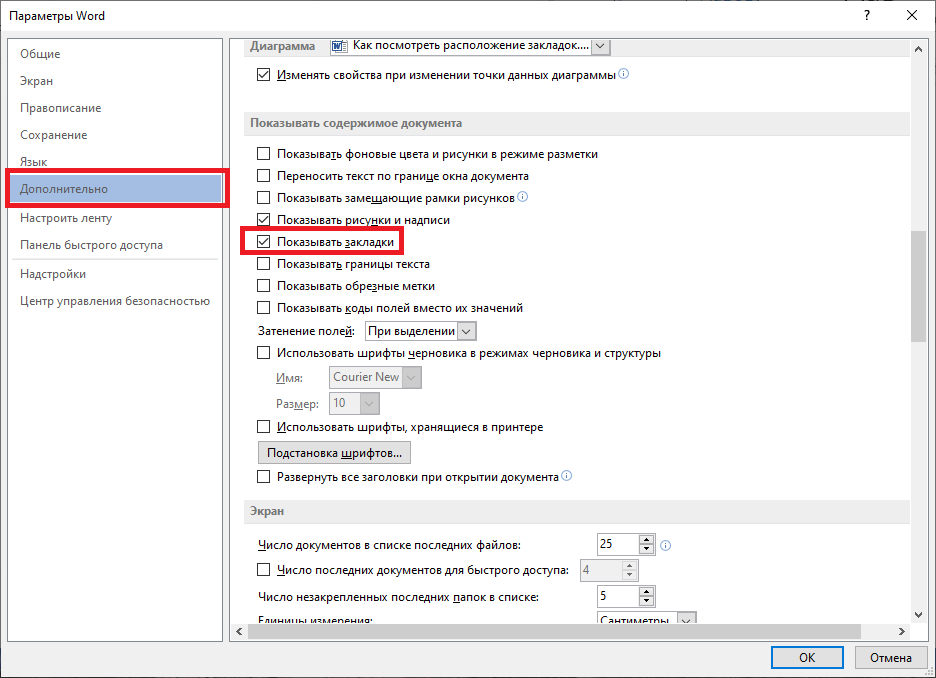 Параметры Word
?
Общие
Экран
Правописание
Сохранение
Язык
Дополнительно
Настроить ленту
Панель быстрого доступа
Надстройки
Центр управления безопасностью
Диаграмма Как посмотреть расположение закладок....
Изменять свойства при изменении точки данных диаграммы
Показывать содержимое документа
Показывать фоновые цвета и рисунки в режиме разметки
Переносить текст по границе окна документа
Показывать замещающие рамки рисунков
Показывать рисунки и надписи
Показывать закладки
Показывать границы текста
Показывать обрезные метки
Показывать коды полей вместо их значений
Затенение полей: При выделении
Использовать шрифты черновика в режимах черновика и структуры
Имя: Courier New
Размер: 10
Использовать шрифты, хранящиеся в принтере
Подстановка шрифтов...
Развернуть все заголовки при открытии документа
Экран
Число документов в списке последних файлов: 25
Число последних документов для быстрого доступа: 4
Число незакрепленных последних папок в списке: 5
Единицы измерения: Сантиметры
ОК Отмена